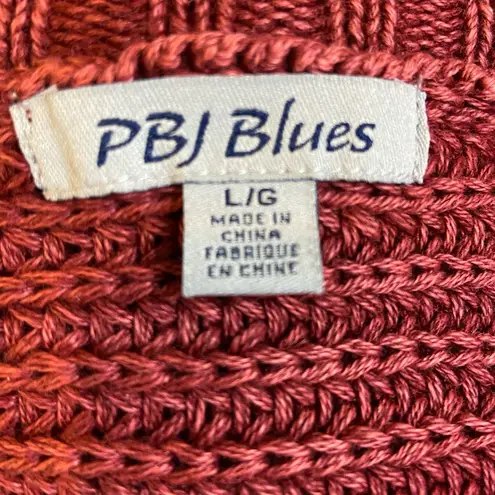 PBJ Blues
L/G
MADE IN
CHINA
FABRIQUE
EN CHINE